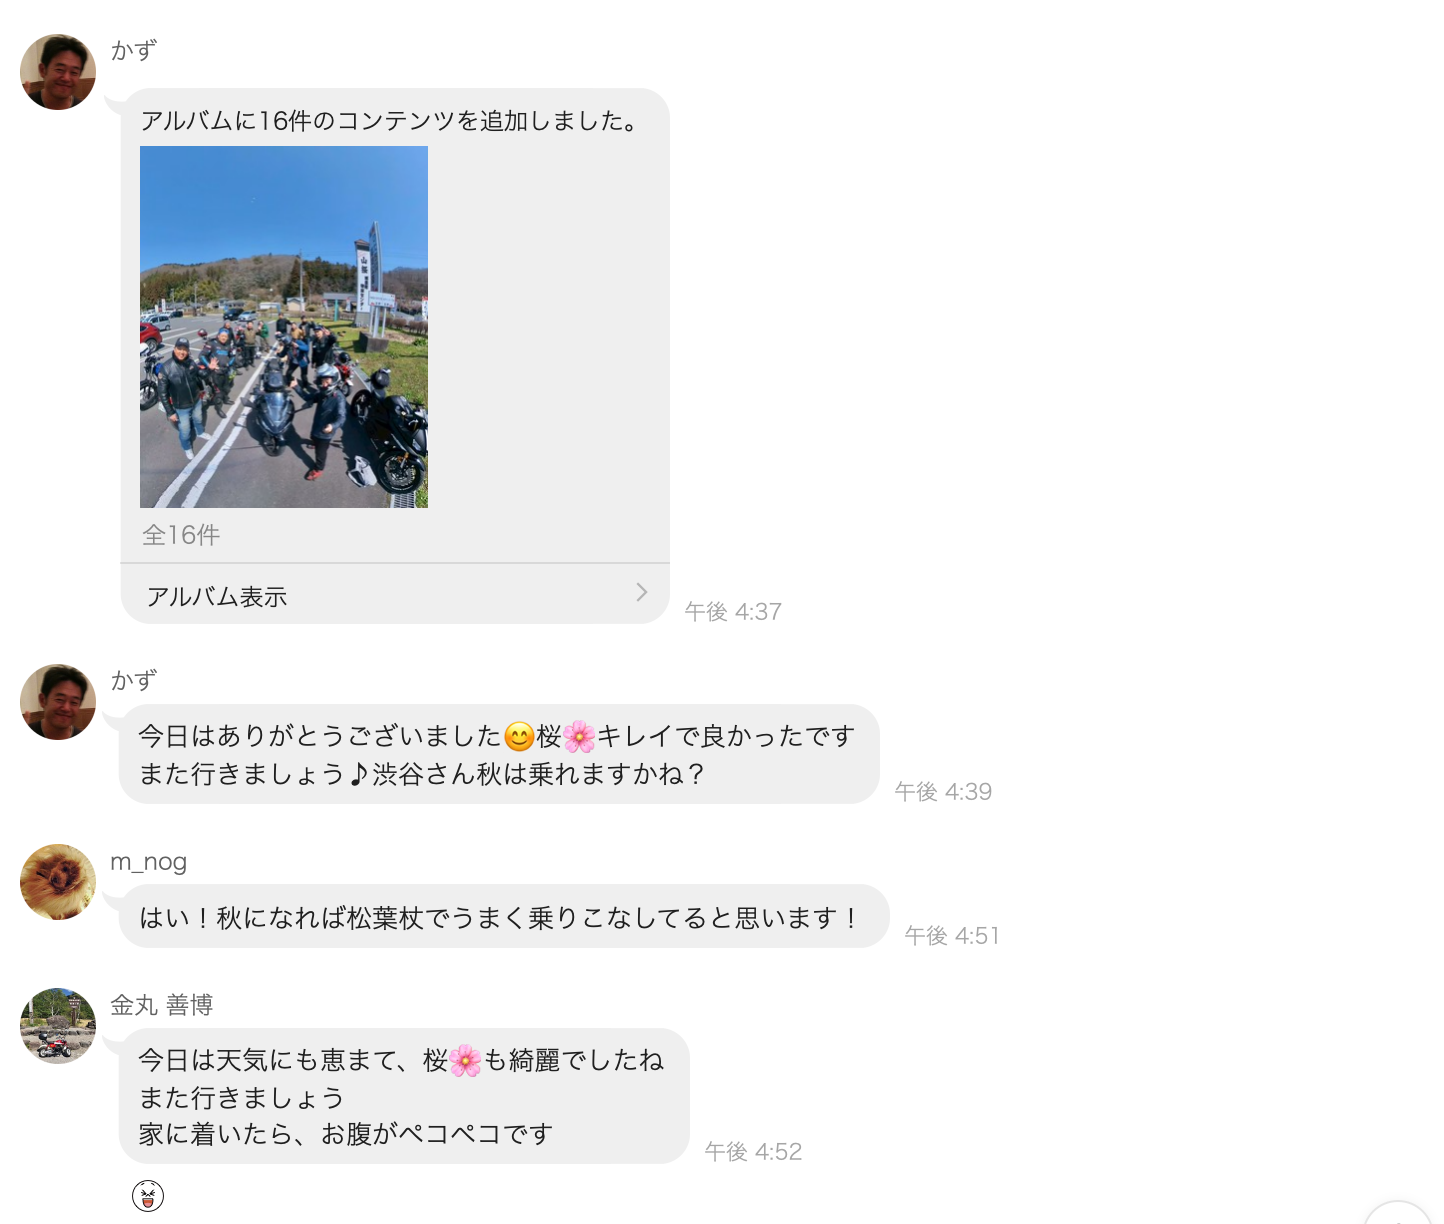 かず
アルバムに16件のコンテンツを追加しました。
全16件
アルバム表示
午後 4:37
かず
今日はありがとうございました😊桜🌸キレイで良かったです
また行きましょう♪渋谷さん秋は乗れますかね？
午後 4:39
m_nog
はい！秋になれば松葉杖でうまく乗りこなしてると思います！
午後 4:51
金丸 善博
今日は天気にも恵まて、桜🌸も綺麗でしたね
また行きましょう
家に着いたら、お腹がペコペコです
午後 4:52